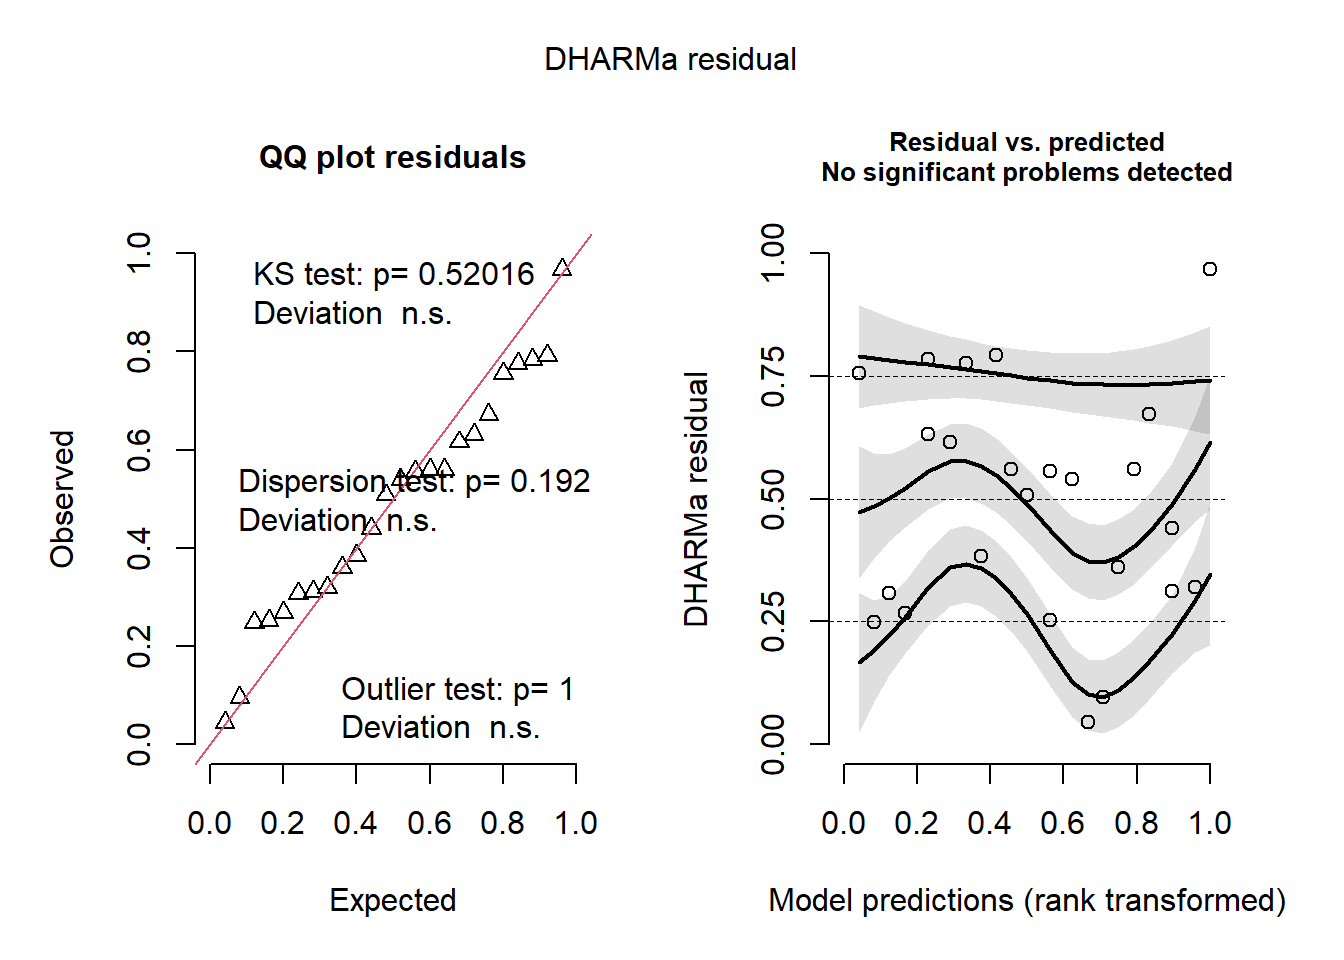 DHARMa residual
QQ plot residuals
KS test: p= 0.52016
Deviation  n.s.
Dispersion test: p= 0.192
Deviation  n.s.
Outlier test: p= 1
Deviation  n.s.
Observed
0.0 0.2 0.4 0.6 0.8 1.0
0.0 0.2 0.4 0.6 0.8 1.0
Expected
Residual vs. predicted
No significant problems detected
DHARMa residual
0.00 0.25 0.50 0.75 1.00
0.0 0.2 0.4 0.6 0.8 1.0
Model predictions (rank transformed)